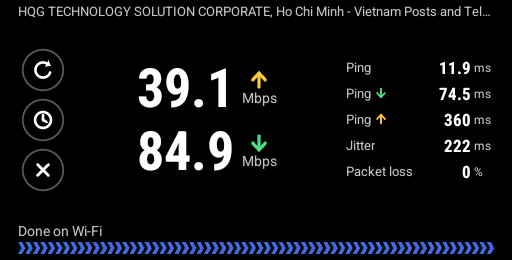 HQG TECHNOLOGY SOLUTION CORPORATE, Ho Chi Minh - Vietnam Posts and Tel...
39.1 Mbps
84.9 Mbps
Ping 11.9 ms
Ping 74.5 ms
Ping 360 ms
Jitter 222 ms
Packet loss 0 %
Done on Wi-Fi